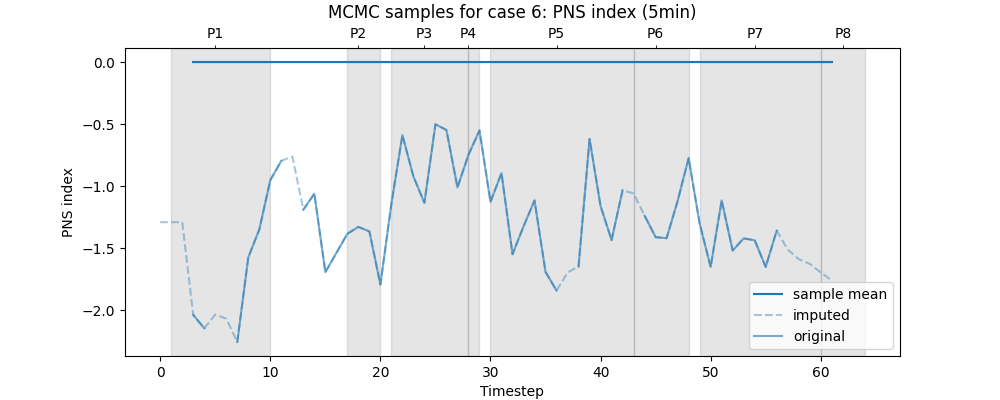 MCMC samples for case 6: PNS index (5min)
P1 P2 P3 P4 P5 P6 P7 P8
PNS index
0.0
−0.5
−1.0
−1.5
−2.0
sample mean
imputed
original
0 10 20 30 40 50 60
Timestep